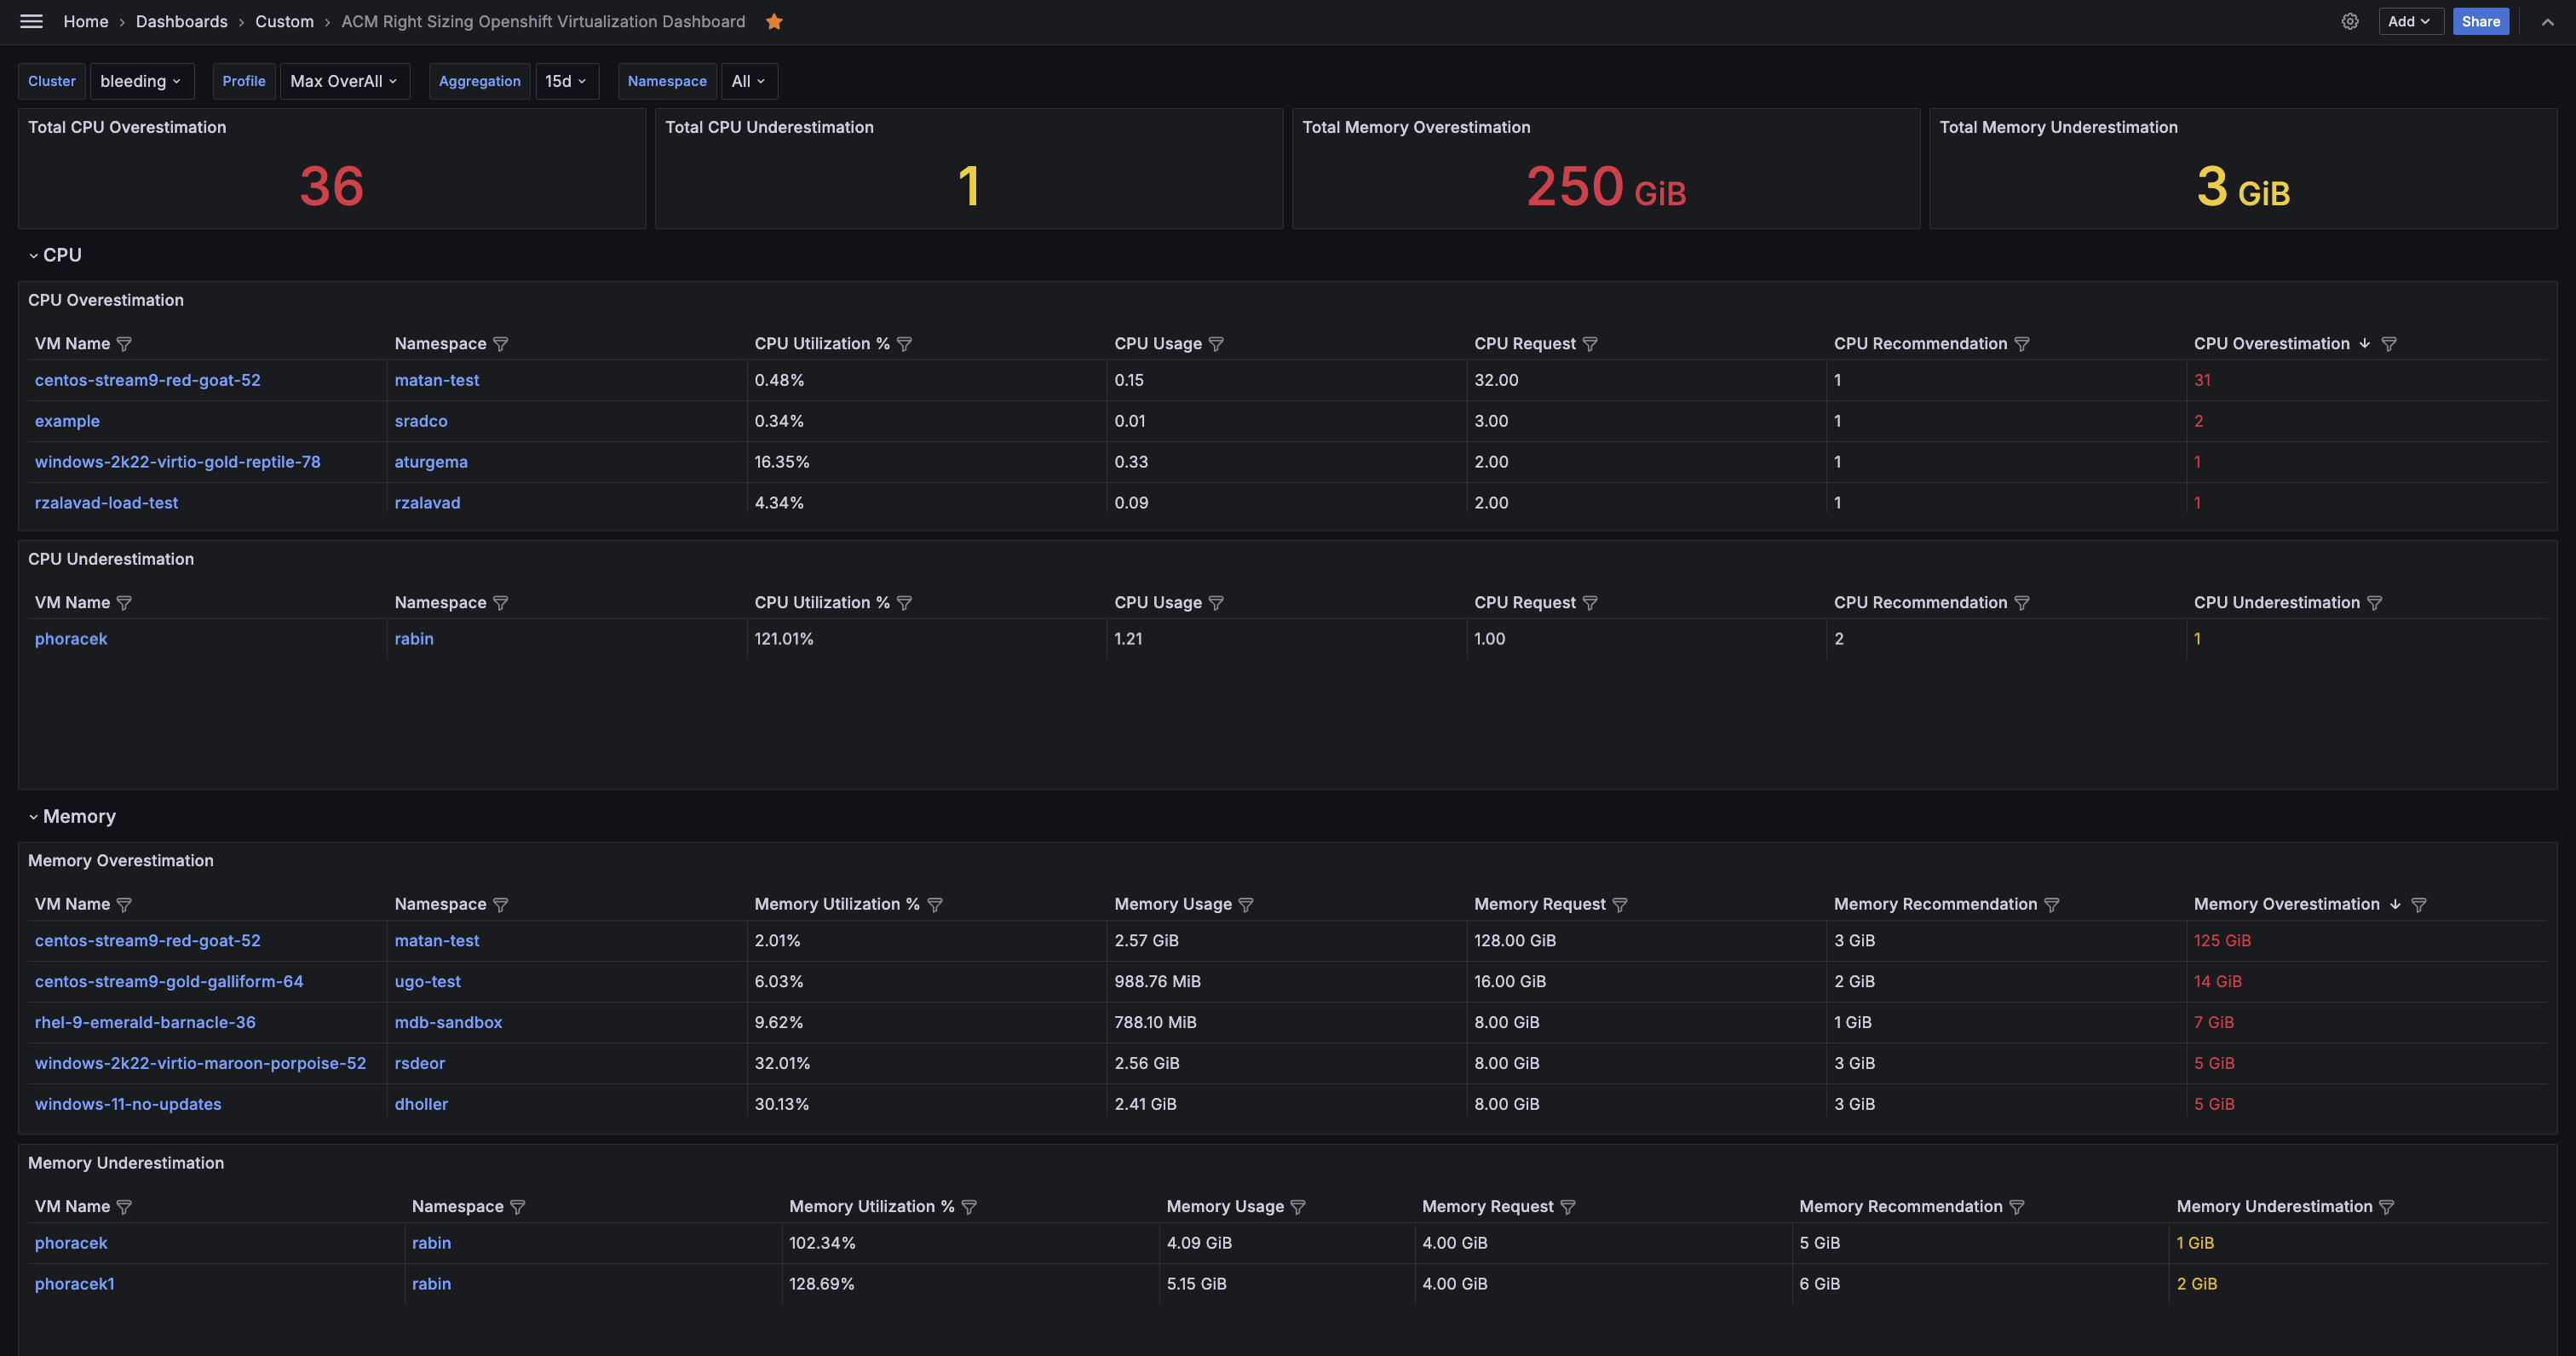 Home › Dashboards › Custom › ACM Right Sizing Openshift Virtualization Dashboard Add Share
Cluster bleeding Profile Max OverAll Aggregation 15d Namespace All
Total CPU Overestimation Total CPU Underestimation Total Memory Overestimation Total Memory Underestimation
36 1 250 GiB 3 GiB
CPU
CPU Overestimation
VM Name Namespace CPU Utilization % CPU Usage CPU Request CPU Recommendation CPU Overestimation
centos-stream9-red-goat-52 matan-test 0.48% 0.15 32.00 1 31
example sradco 0.34% 0.01 3.00 1 2
windows-2k22-virtio-gold-reptile-78 aturgema 16.35% 0.33 2.00 1 1
rzalavad-load-test rzalavad 4.34% 0.09 2.00 1 1
CPU Underestimation
VM Name Namespace CPU Utilization % CPU Usage CPU Request CPU Recommendation CPU Underestimation
phoracek rabin 121.01% 1.21 1.00 2 1
Memory
Memory Overestimation
VM Name Namespace Memory Utilization % Memory Usage Memory Request Memory Recommendation Memory Overestimation
centos-stream9-red-goat-52 matan-test 2.01% 2.57 GiB 128.00 GiB 3 GiB 125 GiB
centos-stream9-gold-galliform-64 ugo-test 6.03% 988.76 MiB 16.00 GiB 2 GiB 14 GiB
rhel-9-emerald-barnacle-36 mdb-sandbox 9.62% 788.10 MiB 8.00 GiB 1 GiB 7 GiB
windows-2k22-virtio-maroon-porpoise-52 rsdeor 32.01% 2.56 GiB 8.00 GiB 3 GiB 5 GiB
windows-11-no-updates dholler 30.13% 2.41 GiB 8.00 GiB 3 GiB 5 GiB
Memory Underestimation
VM Name Namespace Memory Utilization % Memory Usage Memory Request Memory Recommendation Memory Underestimation
phoracek rabin 102.34% 4.09 GiB 4.00 GiB 5 GiB 1 GiB
phoracek1 rabin 128.69% 5.15 GiB 4.00 GiB 6 GiB 2 GiB